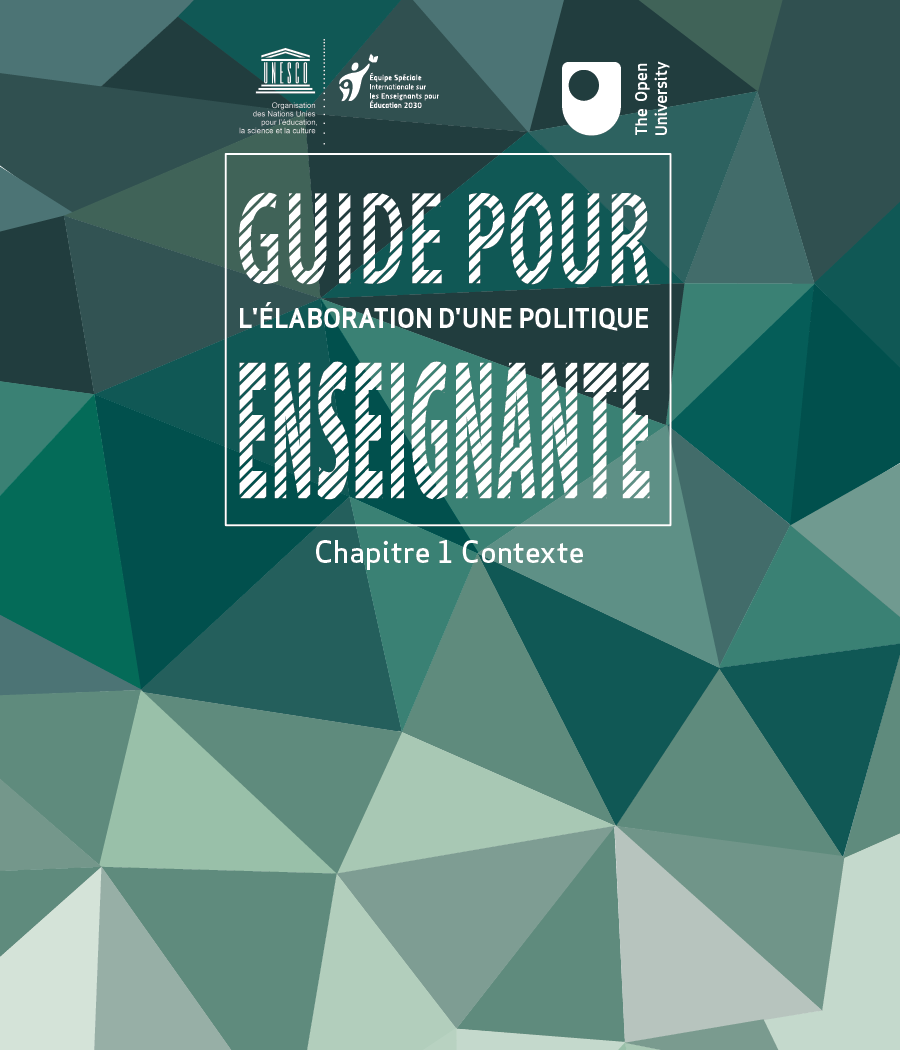 UNESCO
Organisation
des Nations Unies
pour l'éducation,
la science et la culture
Équipe Spéciale
Internationale sur
les Enseignants pour
Éducation 2030
The Open
University
GUIDE POUR
L'ÉLABORATION D'UNE POLITIQUE
ENSEIGNANTE
Chapitre 1 Contexte